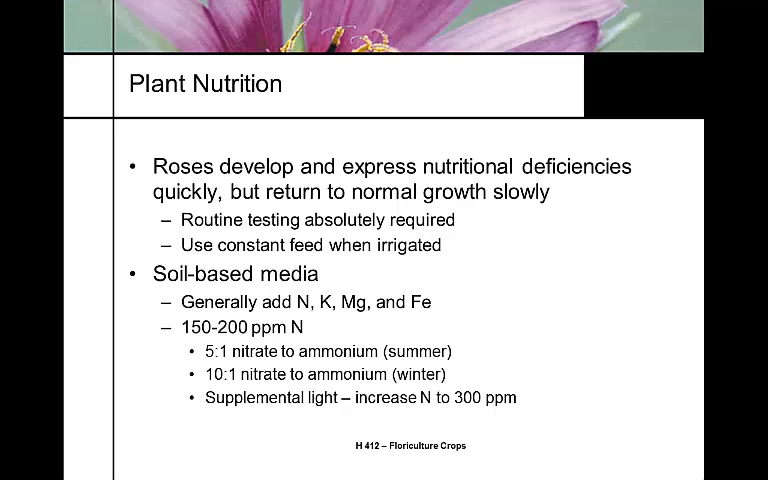 Plant Nutrition
• Roses develop and express nutritional deficiencies
quickly, but return to normal growth slowly
– Routine testing absolutely required
– Use constant feed when irrigated
• Soil-based media
– Generally add N, K, Mg, and Fe
– 150-200 ppm N
• 5:1 nitrate to ammonium (summer)
• 10:1 nitrate to ammonium (winter)
• Supplemental light – increase N to 300 ppm
H 412 – Floriculture Crops